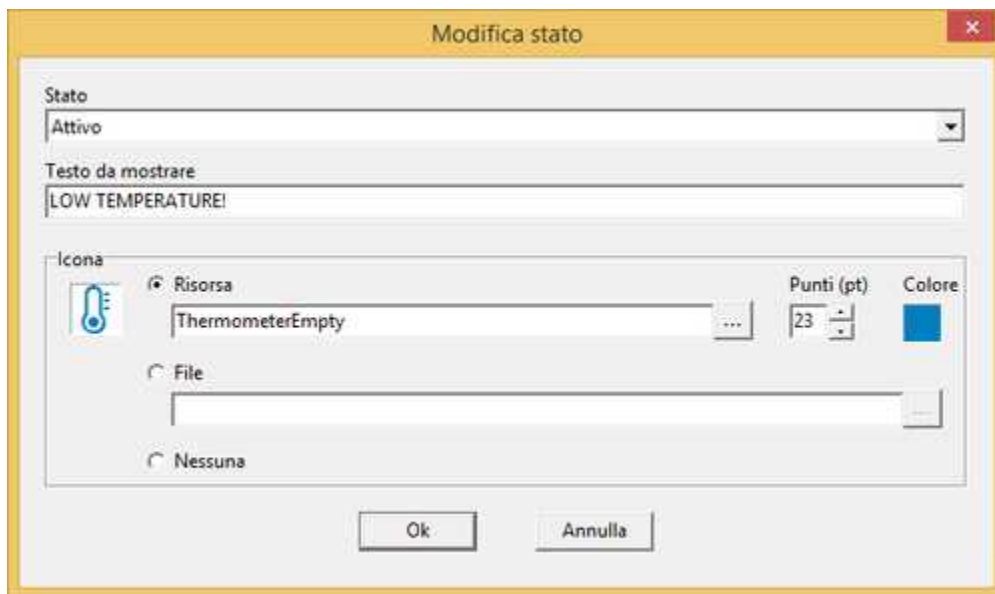 Modifica stato
Stato
Attivo
Testo da mostrare
LOW TEMPERATURE!
Icona
Risorsa Punti (pt) Colore
ThermometerEmpty ... 23
File
...
Nessuna
Ok Annulla